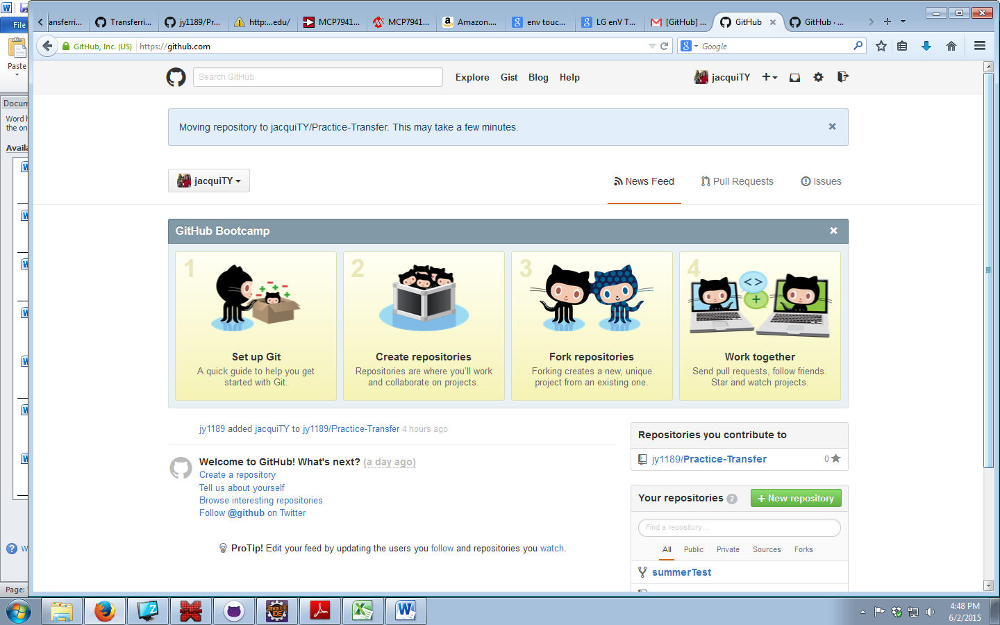 ansferri...
Transferri...
jy1189/Pr...
http:...edu/
MCP7941...
MCP7941...
Amazon....
env touc...
LG enV T...
[GitHub] ...
GitHub
GitHub · ...
File
GitHub, Inc. (US)
https://github.com
Google
Paste
Search GitHub
Explore
Gist
Blog
Help
jacquiTY
Docum
Word h
the on
Moving repository to jacquiTY/Practice-Transfer. This may take a few minutes.
Availa
jacquiTY
News Feed
Pull Requests
Issues
GitHub Bootcamp
1
2
3
4
Set up Git
A quick guide to help you get
started with Git.
Create repositories
Repositories are where you'll work
and collaborate on projects.
Fork repositories
Forking creates a new, unique
project from an existing one.
Work together
Send pull requests, follow friends.
Star and watch projects.
jy1189 added jacquiTY to jy1189/Practice-Transfer 4 hours ago
Welcome to GitHub! What's next? (a day ago)
Create a repository
Tell us about yourself
Browse interesting repositories
Follow @github on Twitter
ProTip! Edit your feed by updating the users you follow and repositories you watch.
Repositories you contribute to
jy1189/Practice-Transfer
0
Your repositories 2
New repository
Find a repository...
All
Public
Private
Sources
Forks
summerTest
W
Page:
Java EE
IDE
4:48 PM
6/2/2015